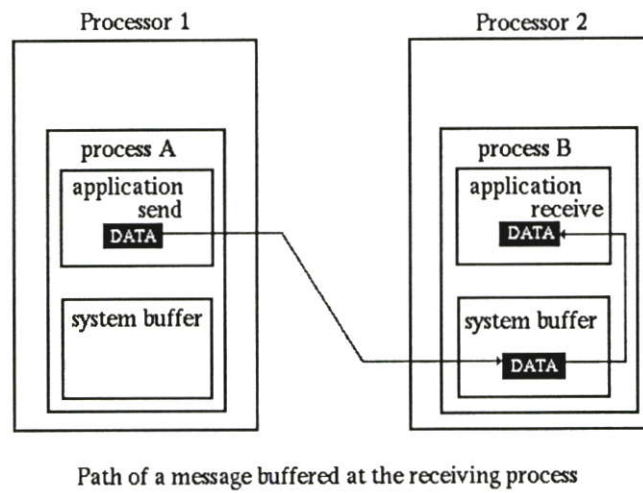 Processor 1
Processor 2
process A
application
send
DATA
system buffer
process B
application
receive
DATA
system buffer
DATA
Path of a message buffered at the receiving process